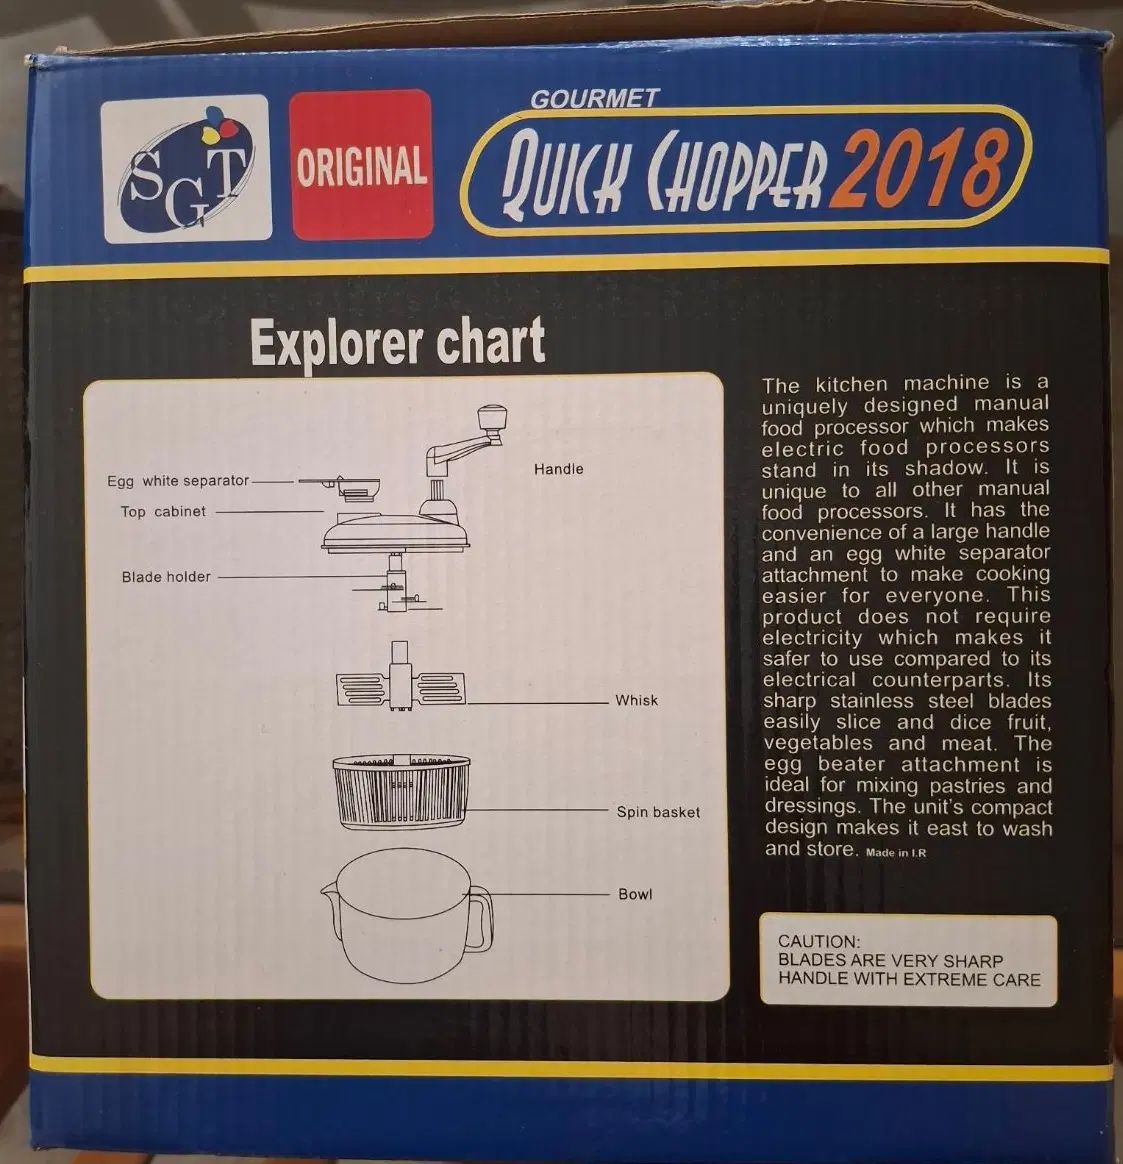 SGT
ORIGINAL
GOURMET
QUICK CHOPPER 2018
Explorer chart
Egg white separator
Top cabinet
Blade holder
Handle
Whisk
Spin basket
Bowl
The kitchen machine is a
uniquely designed manual
food processor which makes
electric food processors
stand in its shadow. It is
unique to all other manual
food processors. It has the
convenience of a large handle
and an egg white separator
attachment to make cooking
easier for everyone. This
product does not require
electricity which makes it
safer to use compared to its
electrical counterparts. Its
sharp stainless steel blades
easily slice and dice fruit,
vegetables and meat. The
egg beater attachment is
ideal for mixing pastries and
dressings. The unit's compact
design makes it east to wash
and store. Made in I.R
CAUTION:
BLADES ARE VERY SHARP
HANDLE WITH EXTREME CARE